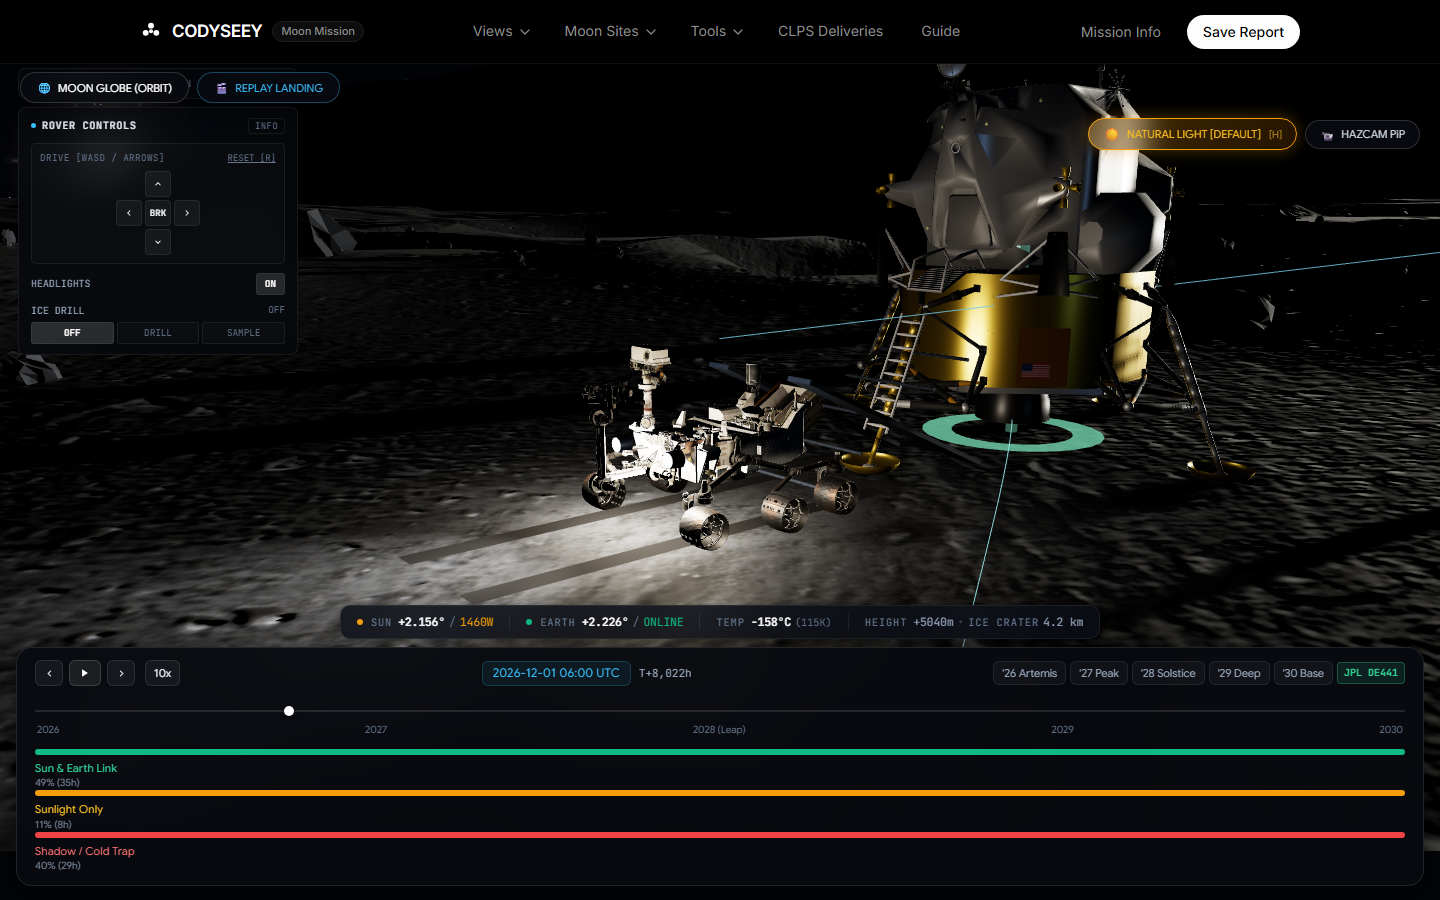 CODYSEEY
Moon Mission
Views
Moon Sites
Tools
CLPS Deliveries
Guide
Mission Info
Save Report
MOON GLOBE (ORBIT)
REPLAY LANDING
ROVER CONTROLS
INFO
DRIVE [WASD / ARROWS]
RESET [R]
BRK
HEADLIGHTS
ON
ICE DRILL
OFF
OFF
DRILL
SAMPLE
NATURAL LIGHT [DEFAULT] [H]
HAZCAM PiP
SUN +2.156° / 1460W
EARTH +2.226° / ONLINE
TEMP -158°C (115K)
HEIGHT +5040m · ICE CRATER 4.2 km
10x
2026-12-01 06:00 UTC
T+8,022h
'26 Artemis
'27 Peak
'28 Solstice
'29 Deep
'30 Base
JPL DE441
2026
2027
2028 (Leap)
2029
2030
Sun & Earth Link
49% (35h)
Sunlight Only
11% (8h)
Shadow / Cold Trap
40% (29h)